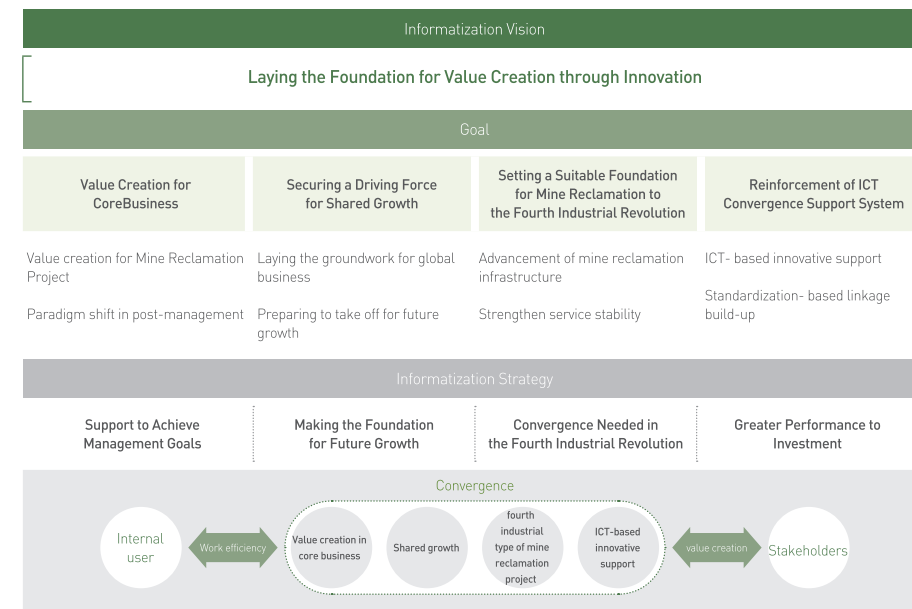 Informatization Vision
Laying the Foundation for Value Creation through Innovation
Goal
Value Creation for
CoreBusiness
Securing a Driving Force
for Shared Growth
Setting a Suitable Foundation
for Mine Reclamation to
the Fourth Industrial Revolution
Reinforcement of ICT
Convergence Support System
Value creation for Mine Reclamation
Project
Paradigm shift in post-management
Laying the groundwork for global
business
Preparing to take off for future
growth
Advancement of mine reclamation
infrastructure
Strengthen service stability
ICT- based innovative support
Standardization- based linkage
build-up
Informatization Strategy
Support to Achieve
Management Goals
Making the Foundation
for Future Growth
Convergence Needed in
the Fourth Industrial Revolution
Greater Performance to
Investment
Convergence
Internal
user
Work efficiency
Value creation in
core business
Shared growth
fourth
industrial
type of mine
reclamation
project
ICT-based
innovative
support
value creation
Stakeholders